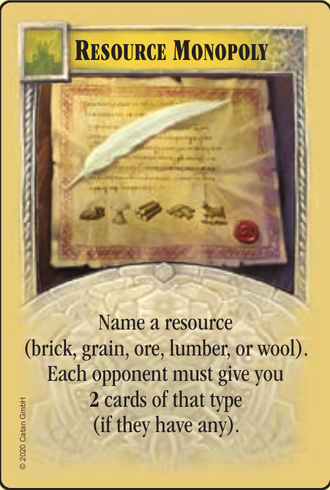 RESOURCE MONOPOLY
Name a resource
(brick, grain, ore, lumber, or wool).
Each opponent must give you
2 cards of that type
(if they have any).
© 2020 Catan GmbH